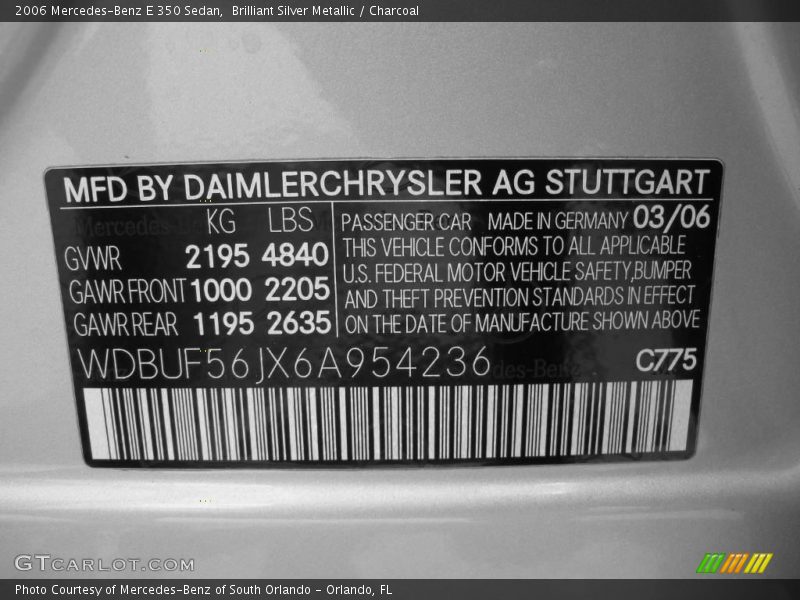 2006 Mercedes-Benz E 350 Sedan,  Brilliant Silver Metallic / Charcoal
MFD BY DAIMLERCHRYSLER AG STUTTGART
KG LBS
GVWR 2195 4840
GAWR FRONT 1000 2205
GAWR REAR 1195 2635
PASSENGER CAR MADE IN GERMANY 03/06
THIS VEHICLE CONFORMS TO ALL APPLICABLE
U.S. FEDERAL MOTOR VEHICLE SAFETY,BUMPER
AND THEFT PREVENTION STANDARDS IN EFFECT
ON THE DATE OF MANUFACTURE SHOWN ABOVE
WDBUF56JX6A954236 C775
GTCARLOT.COM
Photo Courtesy of Mercedes-Benz of South Orlando - Orlando, FL